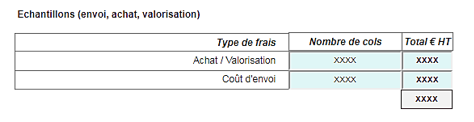 Echantillons (envoi, achat, valorisation)
Type de frais Nombre de cols Total € HT
Achat / Valorisation XXXX XXXX
Coût d'envoi XXXX XXXX
XXXX